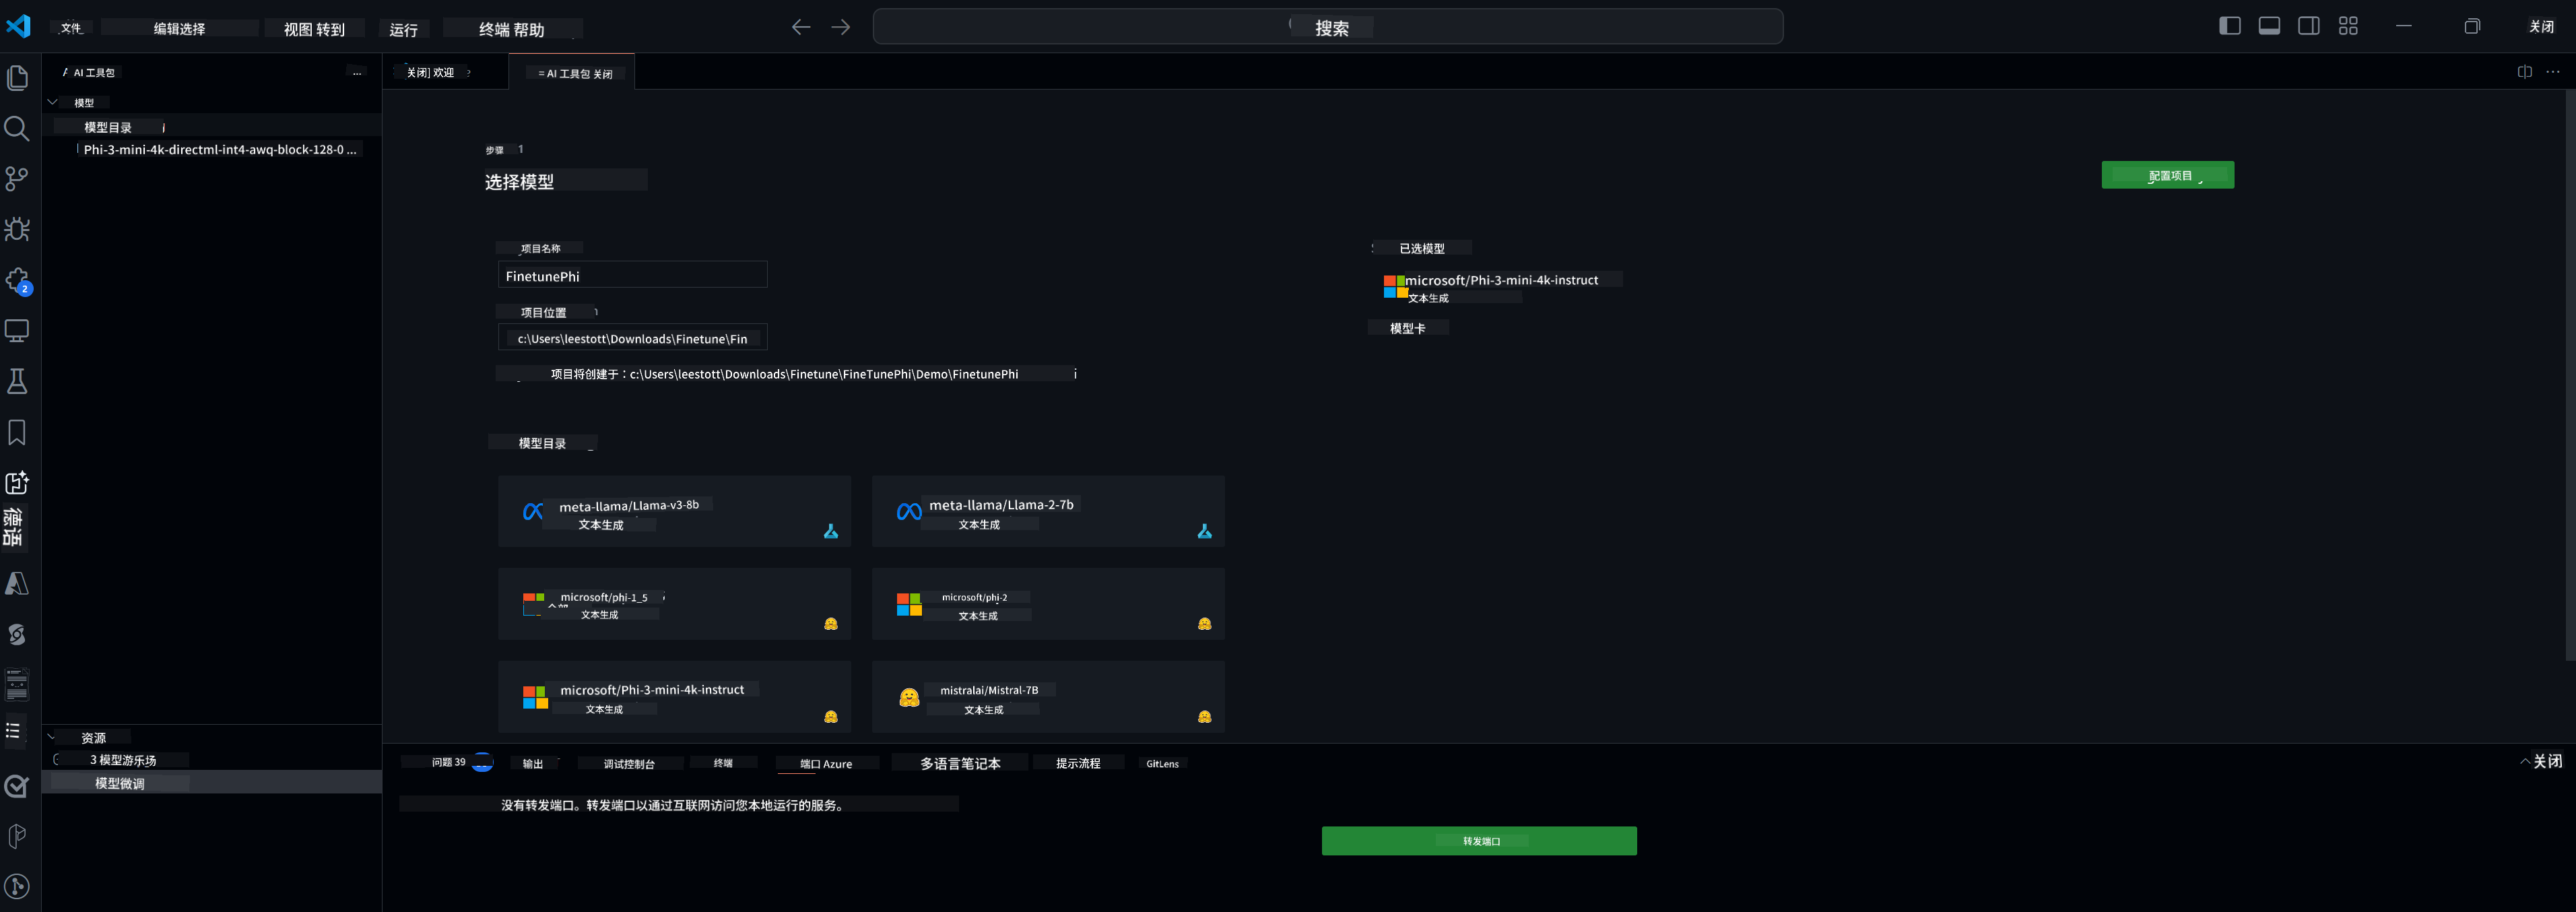 文件 编辑选择 视图 转到 运行 终端 帮助
搜索
关闭
AI 工具包
...
关闭] 欢迎
= AI 工具包 关闭
模型
模型目录
Phi-3-mini-4k-directml-int4-awq-block-128-0 ...
2
德语
步骤 1
选择模型
配置项目
项目名称
FinetunePhi
项目位置
c:\Users\leestott\Downloads\Finetune\Fin
项目将创建于：c:\Users\leestott\Downloads\Finetune\FineTunePhi\Demo\FinetunePhi
已选模型
microsoft/Phi-3-mini-4k-instruct
文本生成
模型卡
模型目录
meta-llama/Llama-v3-8b
文本生成
meta-llama/Llama-2-7b
文本生成
microsoft/phi-1_5
文本生成
microsoft/phi-2
文本生成
microsoft/Phi-3-mini-4k-instruct
文本生成
mistralai/Mistral-7B
文本生成
资源
3 模型游乐场
模型微调
问题 39 输出 调试控制台 终端 端口 Azure 多语言笔记本 提示流程 GitLens
关闭
没有转发端口。转发端口以通过互联网访问您本地运行的服务。
转发端口